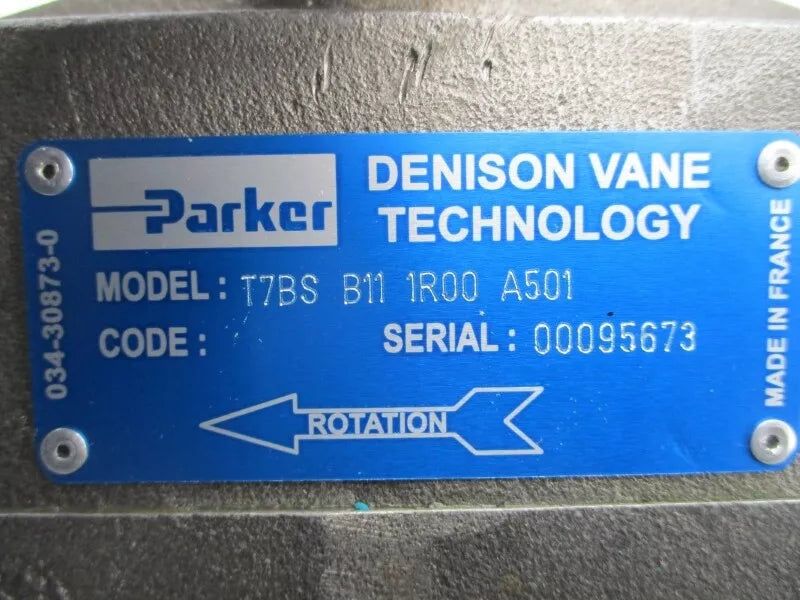 Parker
DENISON VANE
TECHNOLOGY
MODEL: T7BS B11 1R00 A501
CODE: SERIAL: 00095673
ROTATION
034-30873-0
MADE IN FRANCE